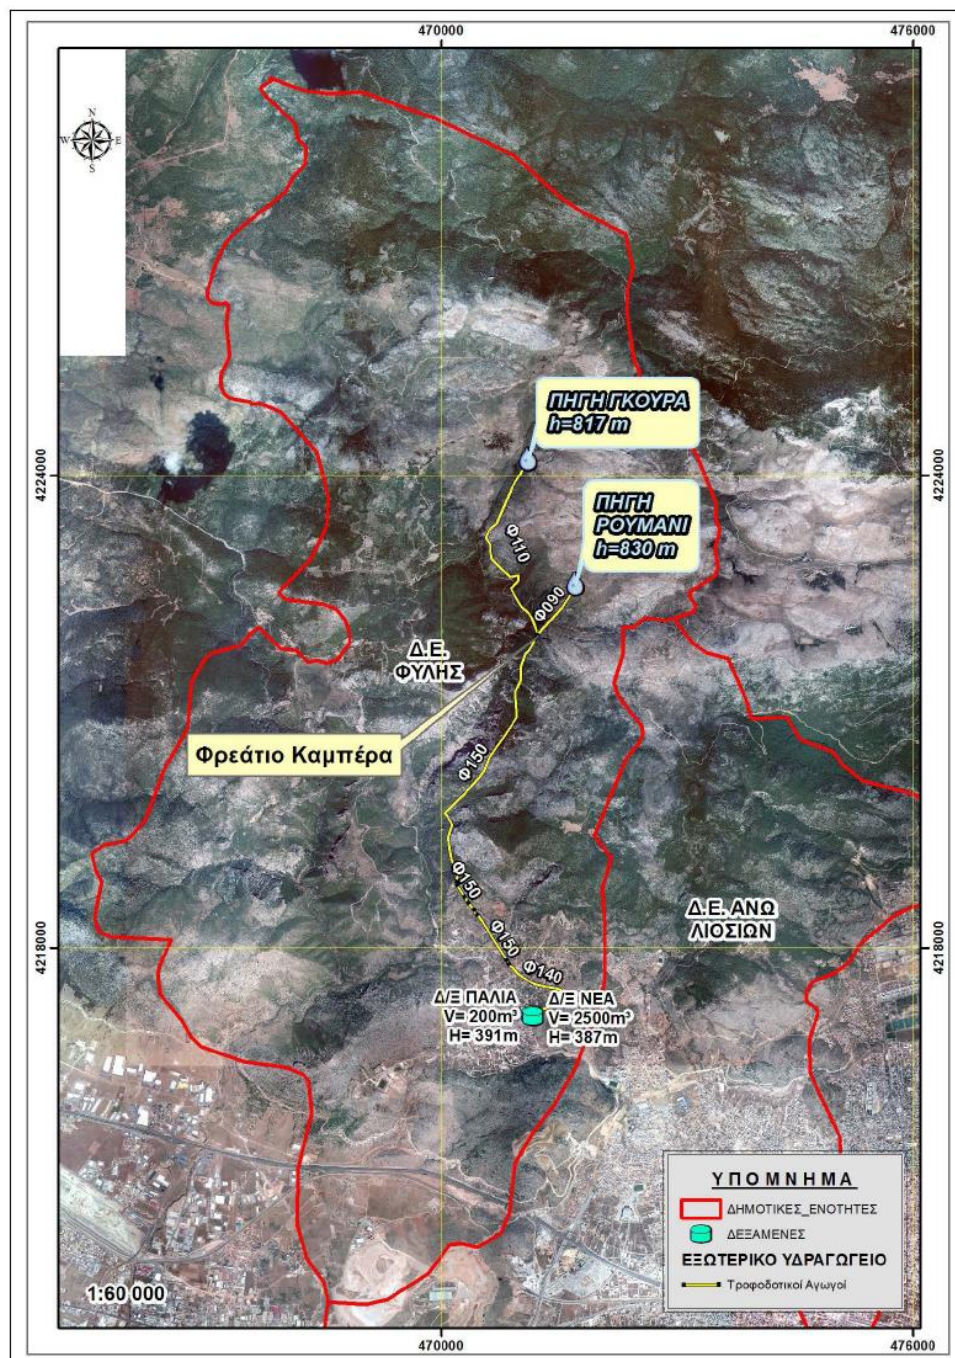 470000
476000
N
W E
S
ΠΗΓΗ ΓΚΟΥΡΑ
h=817 m
4224000
4224000
ΠΗΓΗ
ΡΟΥΜΑΝΙ
h=830 m
Φ110
Φ090
Δ.Ε.
ΦΥΛΗΣ
Φρεάτιο Καμπέρα
Φ150
Φ150
Δ.Ε. ΑΝΩ
ΛΙΟΣΙΩΝ
Φ150
4218000
4218000
Φ140
Δ/Ξ ΠΑΛΙΑ
V= 200m³
H= 391m
Δ/Ξ ΝΕΑ
V= 2500m³
H= 387m
ΥΠΟΜΝΗΜΑ
ΔΗΜΟΤΙΚΕΣ_ΕΝΟΤΗΤΕΣ
ΔΕΞΑΜΕΝΕΣ
ΕΞΩΤΕΡΙΚΟ ΥΔΡΑΓΩΓΕΙΟ
Τροφοδοτικοί Αγωγοί
1:60 000
470000
476000